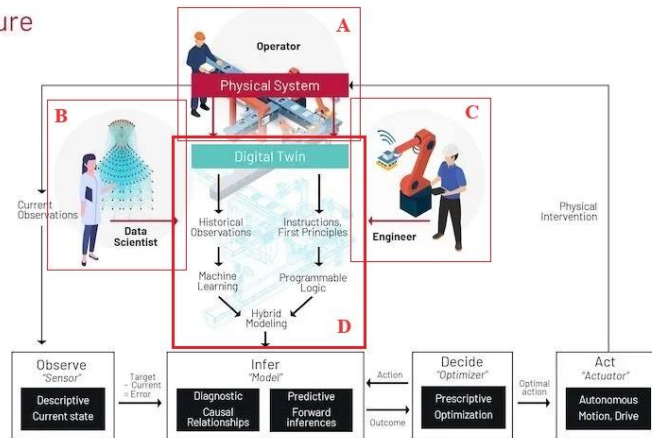 ure
A
Operator
Physical System
B
C
Digital Twin
Current
Observations
Data
Scientist
Historical
Observations
Instructions,
First Principles
Engineer
Physical
Intervention
Machine
Learning
Programmable
Logic
Hybrid
Modeling
D
Observe
"Sensor"
Descriptive
Current state
Target
- Current
= Error
Infer
"Model"
Diagnostic
Causal
Relationships
Predictive
Forward
inferences
Action
Outcome
Decide
"Optimizer"
Prescriptive
Optimization
Optimal
action
Act
"Actuator"
Autonomous
Motion, Drive